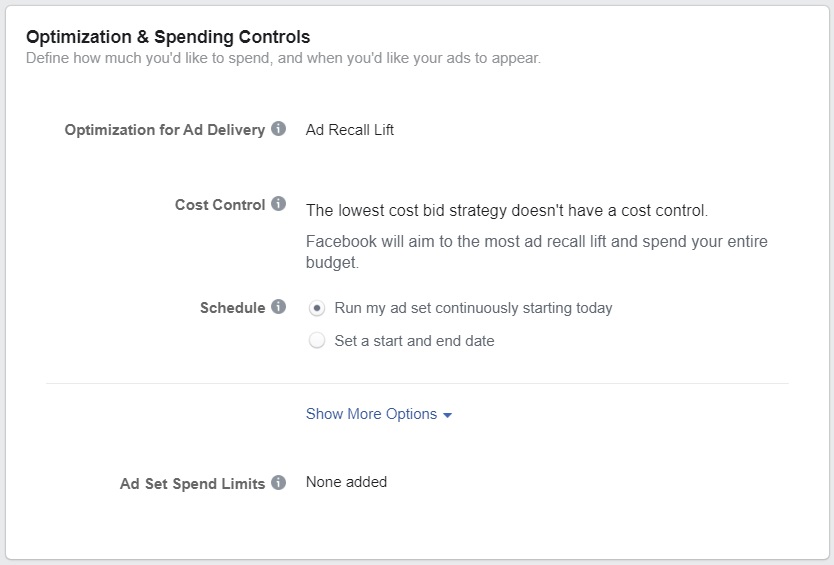 Optimization & Spending Controls
Define how much you'd like to spend, and when you'd like your ads to appear.
Optimization for Ad Delivery
Ad Recall Lift
Cost Control
The lowest cost bid strategy doesn't have a cost control.
Facebook will aim to the most ad recall lift and spend your entire
budget.
Schedule
Run my ad set continuously starting today
Set a start and end date
Show More Options
Ad Set Spend Limits
None added